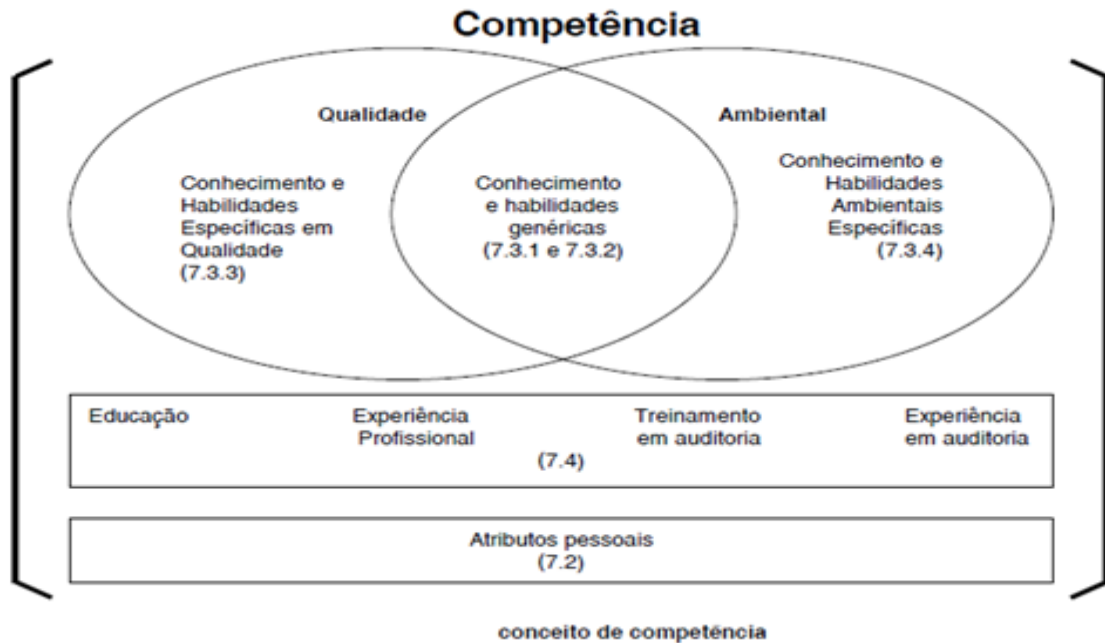 Competência
Qualidade
Conhecimento e
Habilidades
Específicas em
Qualidade
(7.3.3)
Conhecimento
e habilidades
genéricas
(7.3.1 e 7.3.2)
Ambiental
Conhecimento e
Habilidades
Ambientais
Específicas
(7.3.4)
Educação
Experiência
Profissional
Treinamento
em auditoria
Experiência
em auditoria
(7.4)
Atributos pessoais
(7.2)
conceito de competência